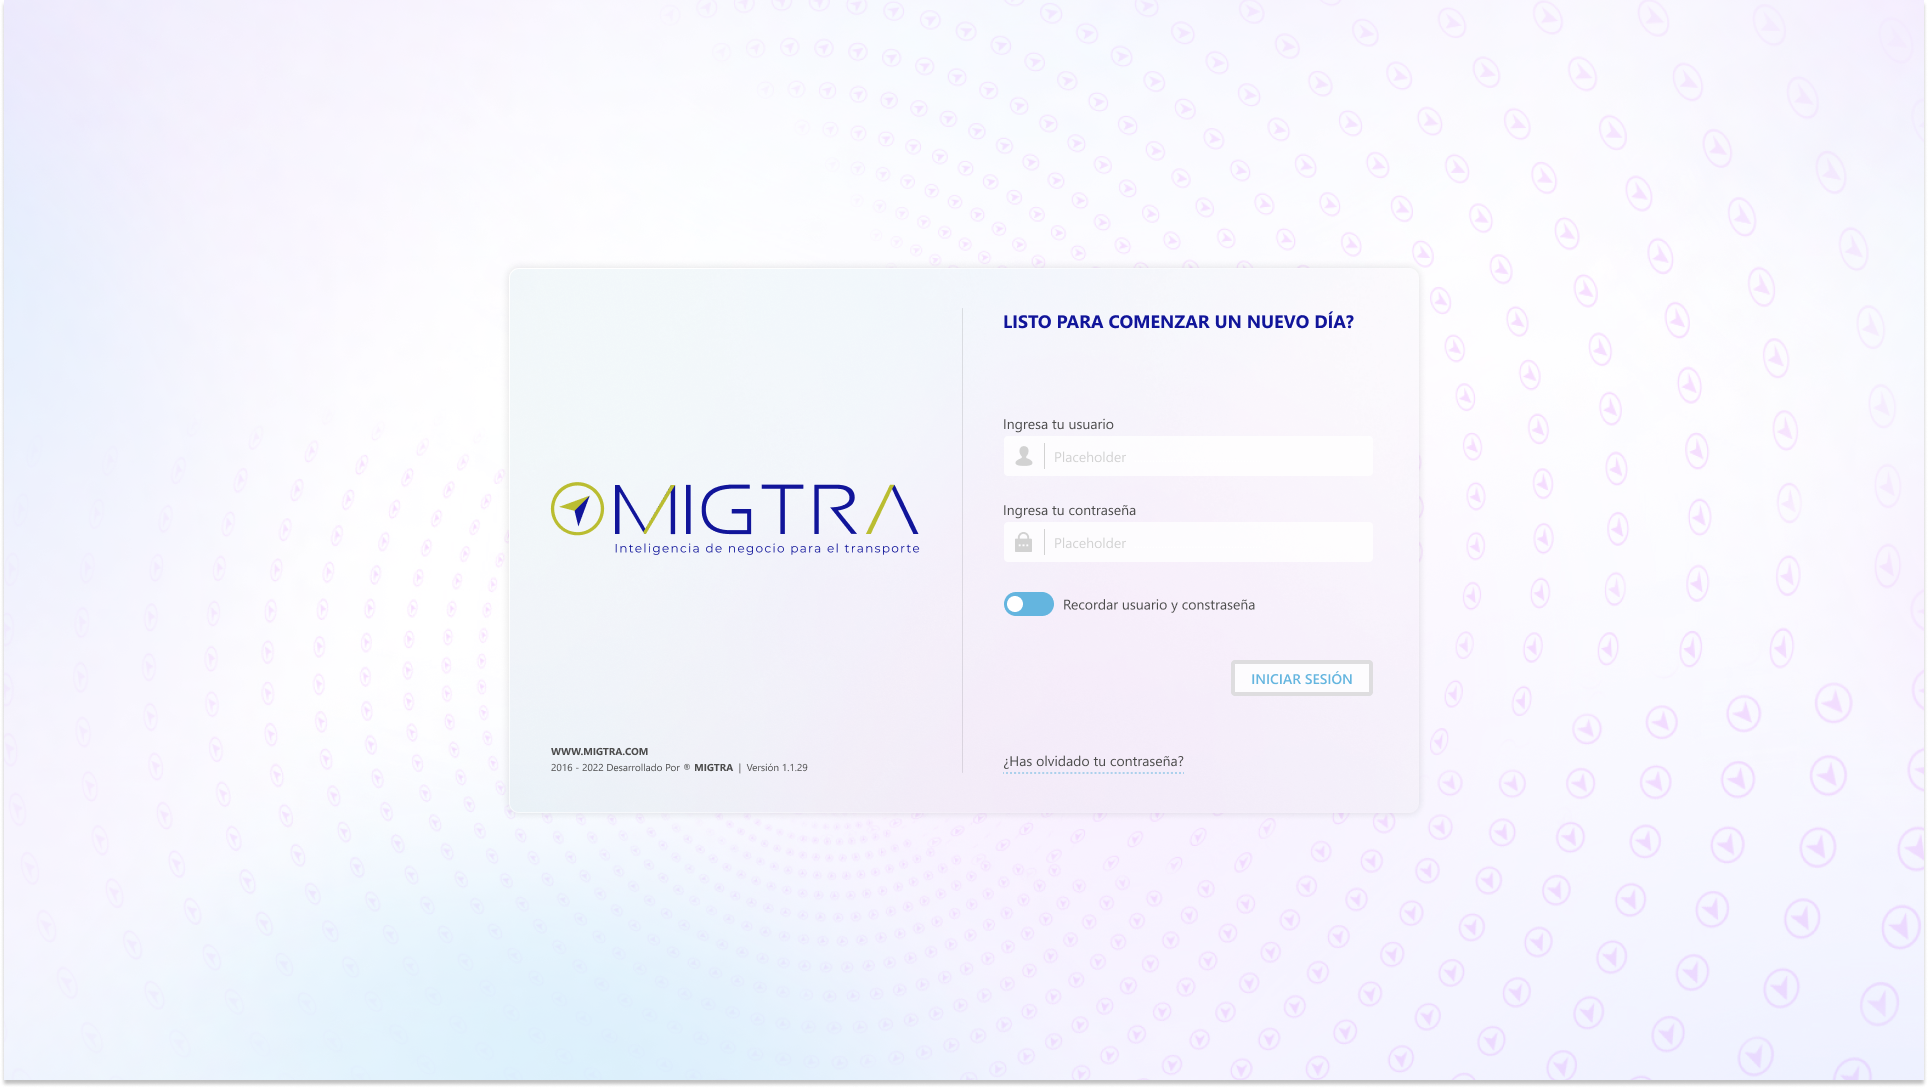 LISTO PARA COMENZAR UN NUEVO DÍA?
Ingresa tu usuario
Placeholder
Ingresa tu contraseña
Placeholder
Recordar usuario y constraseña
INICIAR SESIÓN
¿Has olvidado tu contraseña?
MIGTRA
Inteligencia de negocio para el transporte
WWW.MIGTRA.COM
2016 - 2022 Desarrollado Por ® MIGTRA | Versión 1.1.29